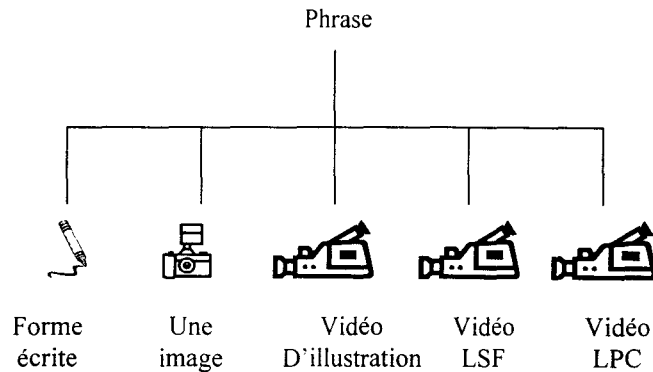 Phrase
Forme
écrite
Une
image
Vidéo
D'illustration
Vidéo
LSF
Vidéo
LPC